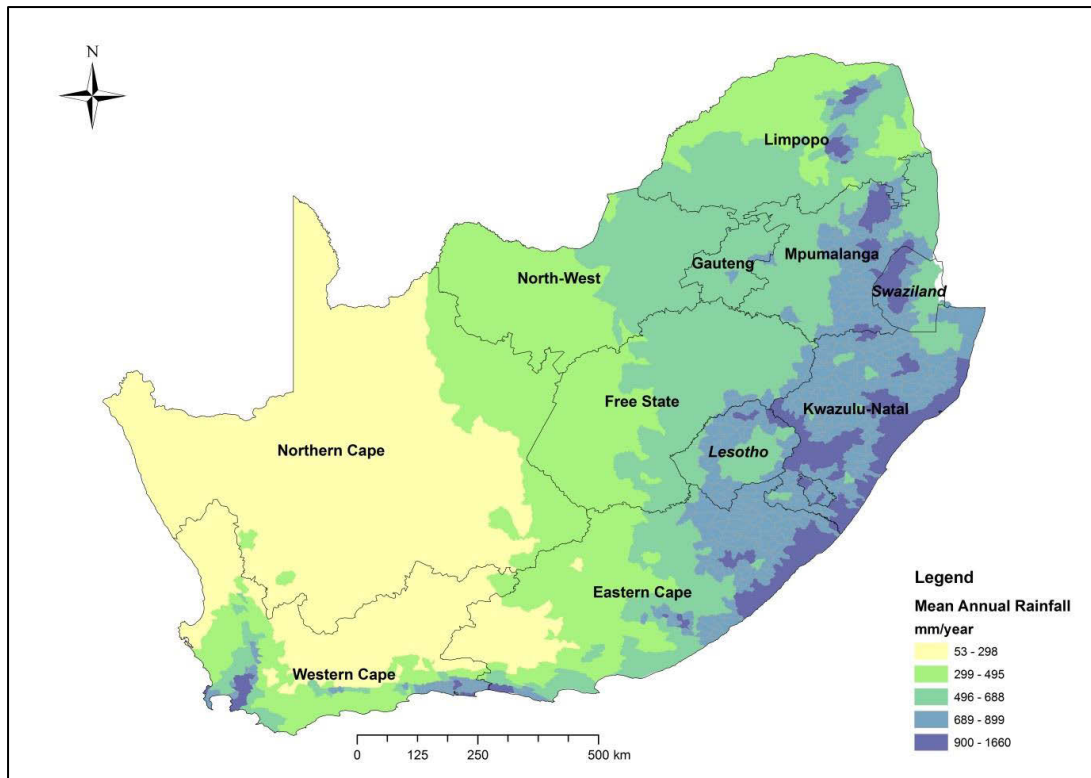 N
Limpopo
North-West
Gauteng
Mpumalanga
Swaziland
Free State
Kwazulu-Natal
Northern Cape
Lesotho
Eastern Cape
Western Cape
Legend
Mean Annual Rainfall
mm/year
53 - 298
299 - 495
496 - 688
689 - 899
900 - 1660
0 125 250 500 km